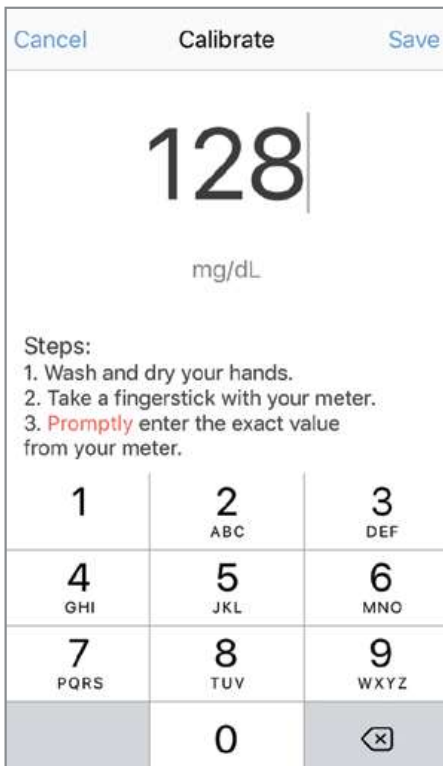 Cancel Calibrate Save
128
mg/dL
Steps:
1. Wash and dry your hands.
2. Take a fingerstick with your meter.
3. Promptly enter the exact value
from your meter.
1 2 3
ABC DEF
4 5 6
GHI JKL MNO
7 8 9
PQRS TUV WXYZ
0